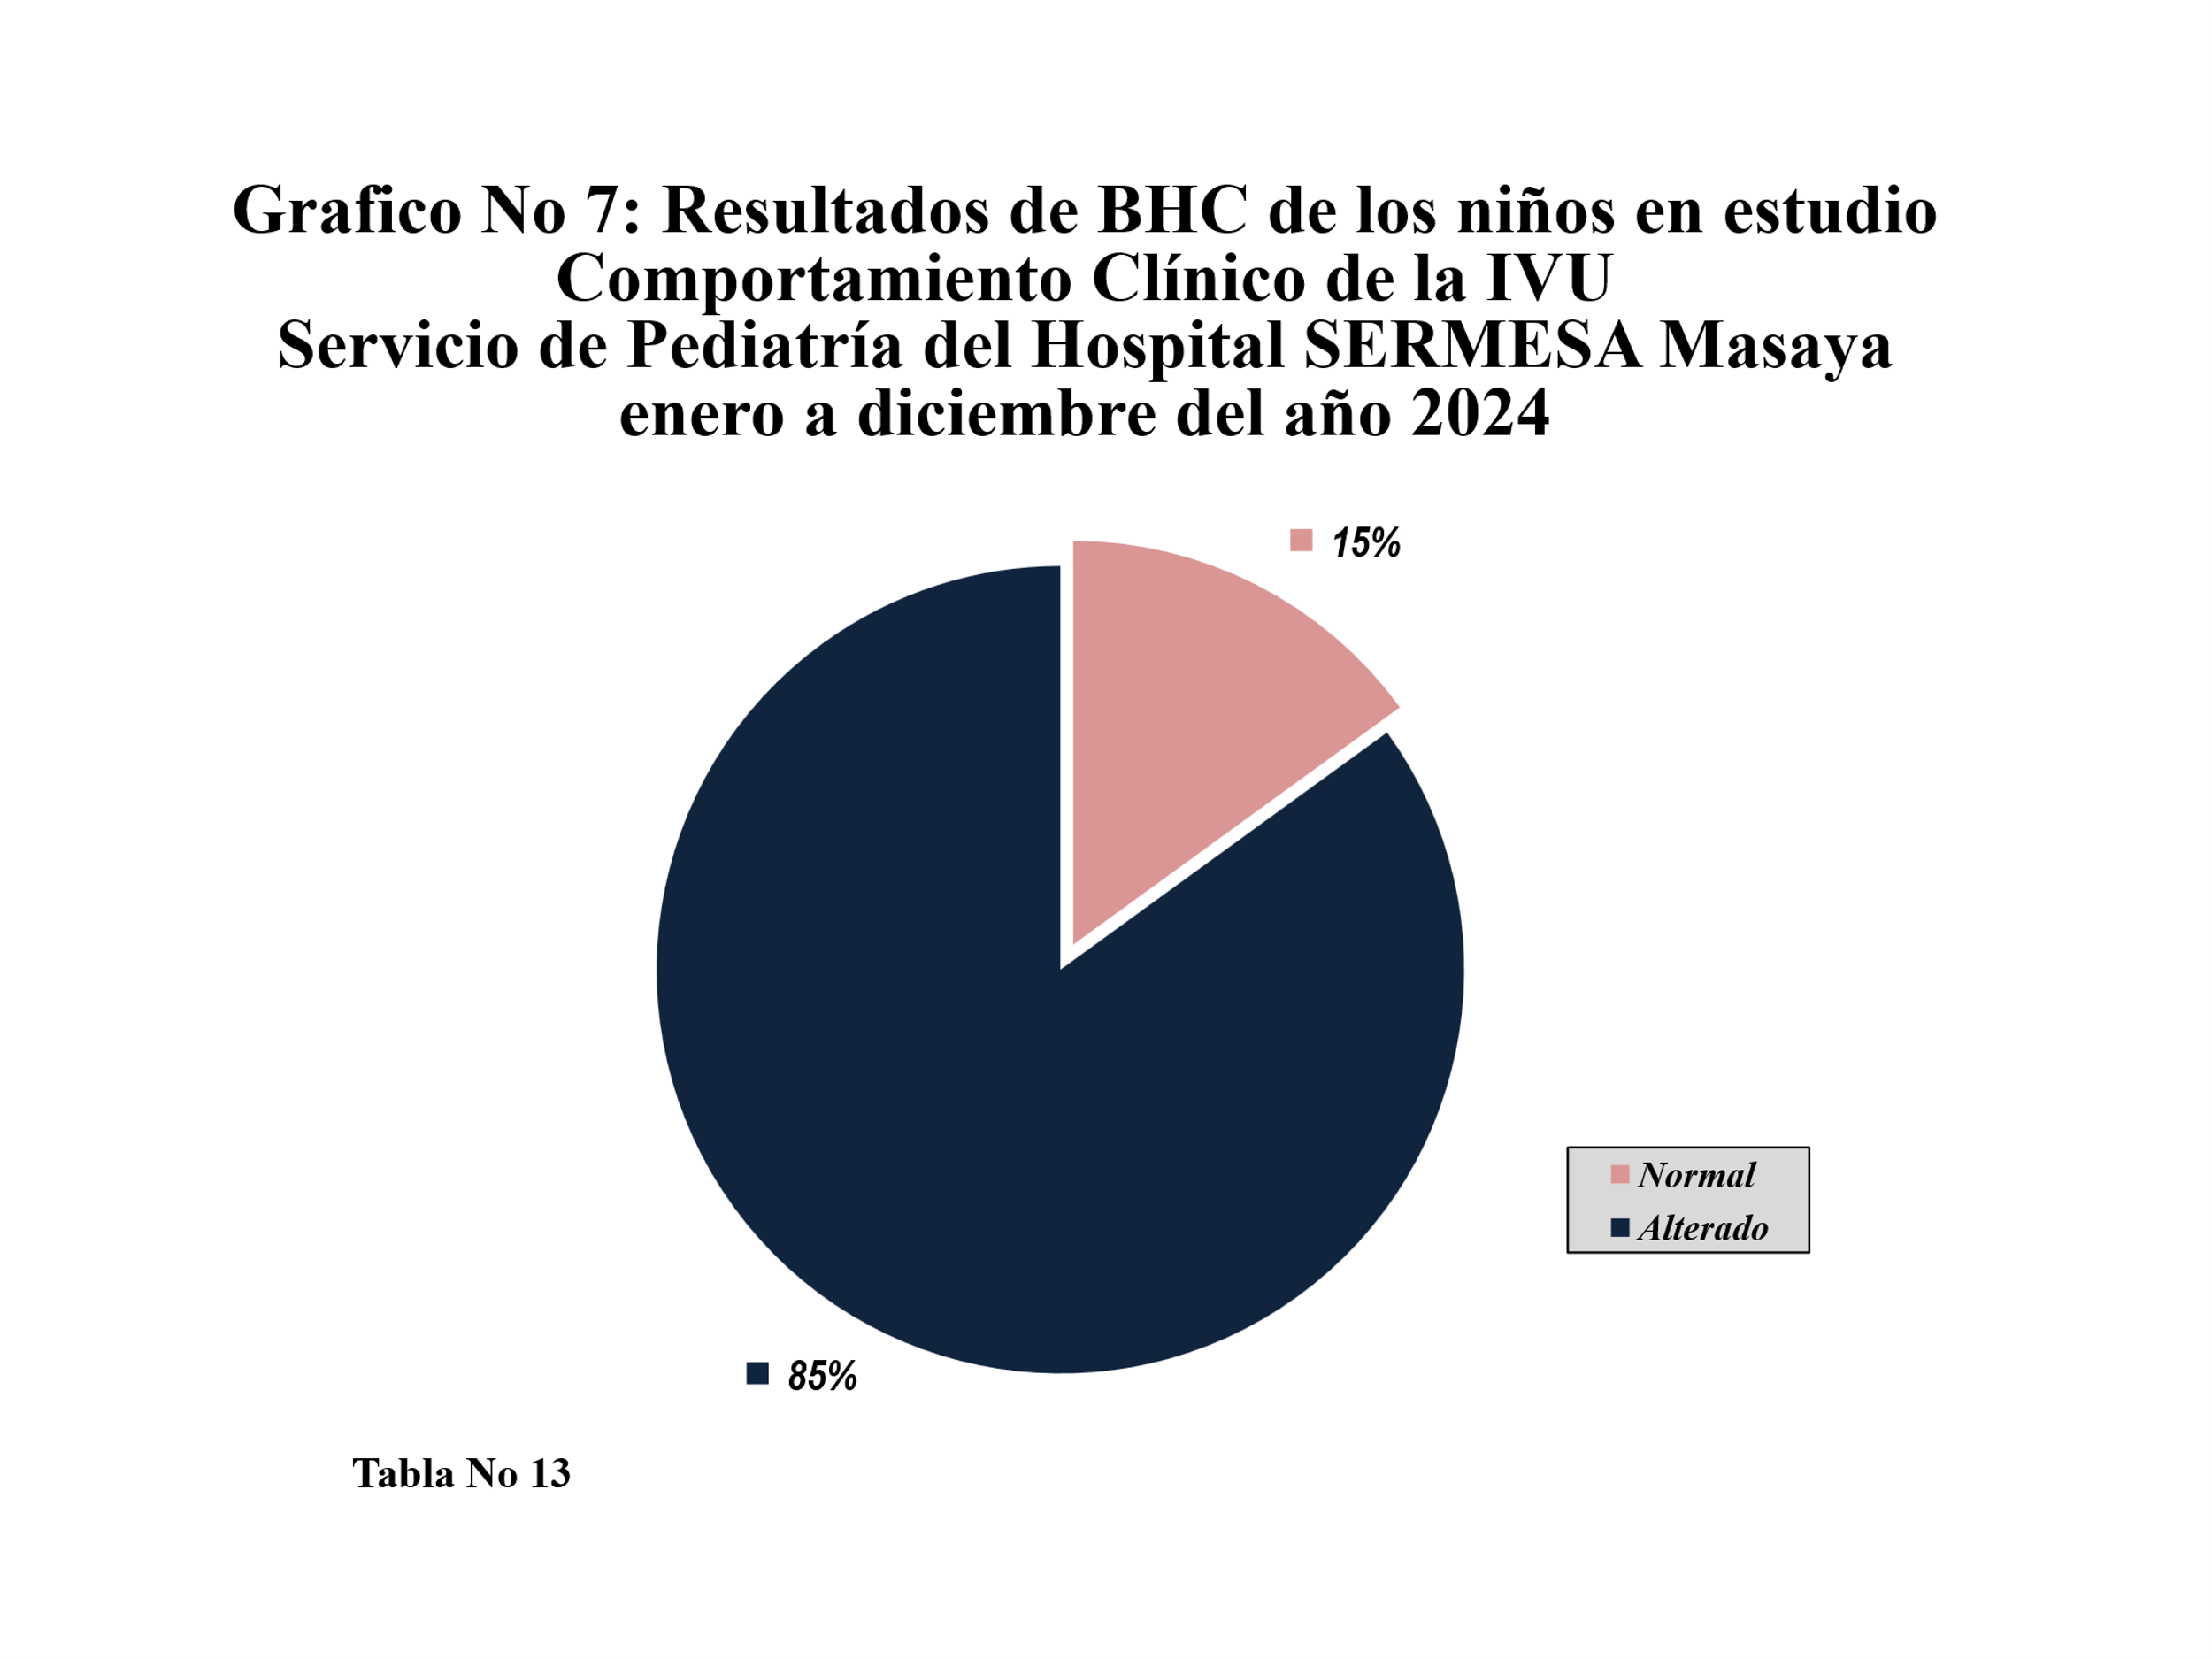 Grafico No 7: Resultados de BHC de los niños en estudio
Comportamiento Clínico de la IVU
Servicio de Pediatría del Hospital SERMESA Masaya
enero a diciembre del año 2024
15%
Normal
Alterado
85%
Tabla No 13